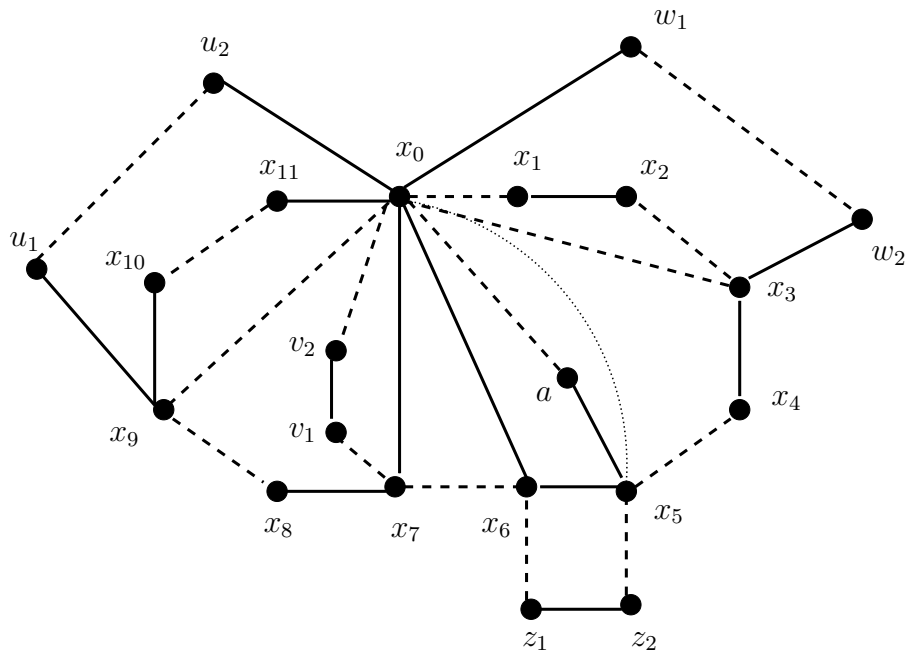 w₁
u₂
x₀
x₁₁
x₁
x₂
u₁
x₁₀
w₂
x₃
v₂
a
x₄
v₁
x₉
x₈
x₇
x₆
x₅
z₁
z₂